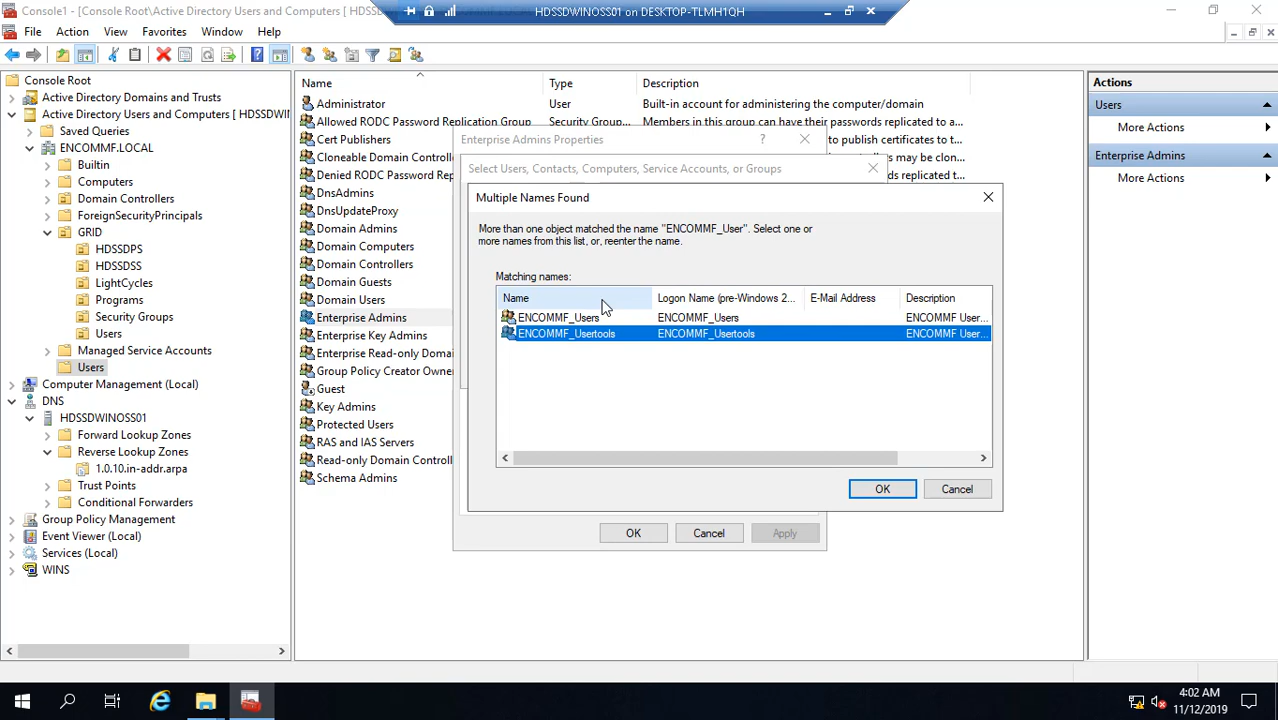 Console1 - [Console Root\Active Directory Users and Computers [ HDSSD
HDSSDWINOSS01 on DESKTOP-TLMH1QH
File Action View Favorites Window Help
Console Root
Active Directory Domains and Trusts
Active Directory Users and Computers [ HDSSDWI
Saved Queries
ENCOMMF.LOCAL
Builtin
Computers
Domain Controllers
ForeignSecurityPrincipals
GRID
HDSSDPS
HDSSDSS
LightCycles
Programs
Security Groups
Users
Managed Service Accounts
Users
Computer Management (Local)
DNS
HDSSDWINOSS01
Forward Lookup Zones
Reverse Lookup Zones
1.0.10.in-addr.arpa
Trust Points
Conditional Forwarders
Group Policy Management
Event Viewer (Local)
Services (Local)
WINS
Name Type Description
Administrator User Built-in account for administering the computer/domain
Allowed RODC Password Replication Group Security Group... Members in this group can have their passwords replicated to a...
Cert Publishers to publish certificates to t...
Cloneable Domain Controll may be clon...
Denied RODC Password Rep replicated t...
DnsAdmins
DnsUpdateProxy
Domain Admins
Domain Computers
Domain Controllers
Domain Guests
Domain Users
Enterprise Admins
Enterprise Key Admins
Enterprise Read-only Domai
Group Policy Creator Owne
Guest
Key Admins
Protected Users
RAS and IAS Servers
Read-only Domain Control
Schema Admins
Enterprise Admins Properties ?
Select Users, Contacts, Computers, Service Accounts, or Groups
Multiple Names Found
More than one object matched the name "ENCOMMF_User". Select one or
more names from this list, or, reenter the name.
Matching names:
Name Logon Name (pre-Windows 2... E-Mail Address Description
ENCOMMF_Users ENCOMMF_Users ENCOMMF User...
ENCOMMF_Usertools ENCOMMF_Usertools ENCOMMF User...
OK Cancel
OK Cancel Apply
Actions
Users
More Actions
Enterprise Admins
More Actions
4:02 AM
11/12/2019